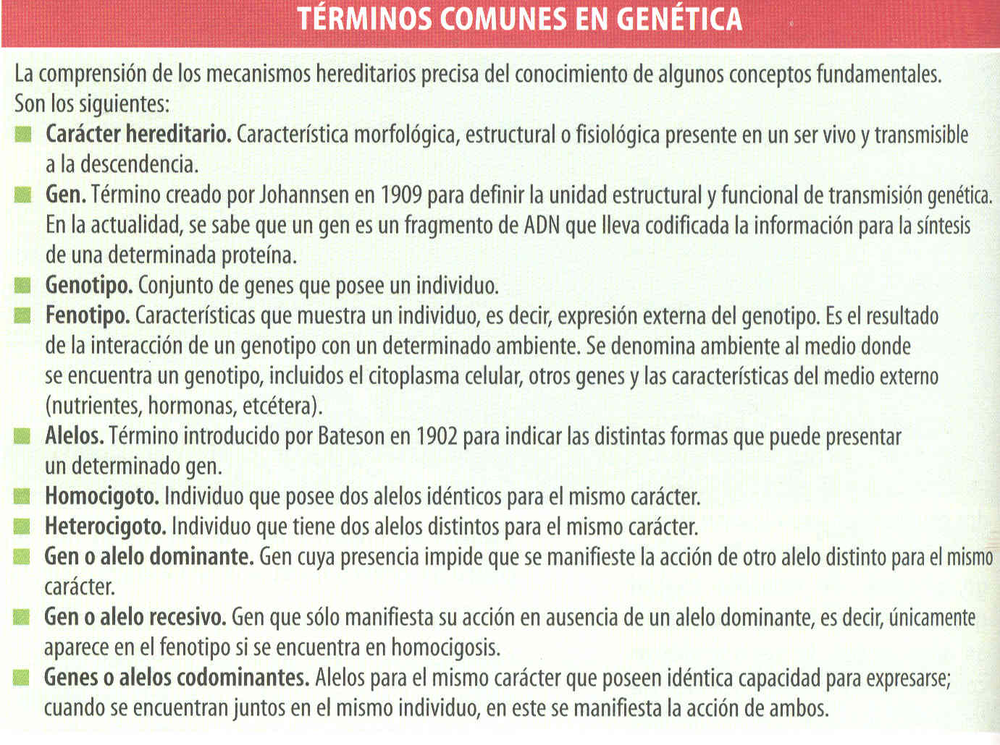 TÉRMINOS COMUNES EN GENÉTICA
La comprensión de los mecanismos hereditarios precisa del conocimiento de algunos conceptos fundamentales.
Son los siguientes:
Carácter hereditario. Característica morfológica, estructural o fisiológica presente en un ser vivo y transmisible
a la descendencia.
Gen. Término creado por Johannsen en 1909 para definir la unidad estructural y funcional de transmisión genética.
En la actualidad, se sabe que un gen es un fragmento de ADN que lleva codificada la información para la síntesis
de una determinada proteína.
Genotipo. Conjunto de genes que posee un individuo.
Fenotipo. Características que muestra un individuo, es decir, expresión externa del genotipo. Es el resultado
de la interacción de un genotipo con un determinado ambiente. Se denomina ambiente al medio donde
se encuentra un genotipo, incluidos el citoplasma celular, otros genes y las características del medio externo
(nutrientes, hormonas, etcétera).
Alelos. Término introducido por Bateson en 1902 para indicar las distintas formas que puede presentar
un determinado gen.
Homocigoto. Individuo que posee dos alelos idénticos para el mismo carácter.
Heterocigoto. Individuo que tiene dos alelos distintos para el mismo carácter.
Gen o alelo dominante. Gen cuya presencia impide que se manifieste la acción de otro alelo distinto para el mismo
carácter.
Gen o alelo recesivo. Gen que sólo manifiesta su acción en ausencia de un alelo dominante, es decir, únicamente
aparece en el fenotipo si se encuentra en homocigosis.
Genes o alelos codominantes. Alelos para el mismo carácter que poseen idéntica capacidad para expresarse;
cuando se encuentran juntos en el mismo individuo, en este se manifiesta la acción de ambos.